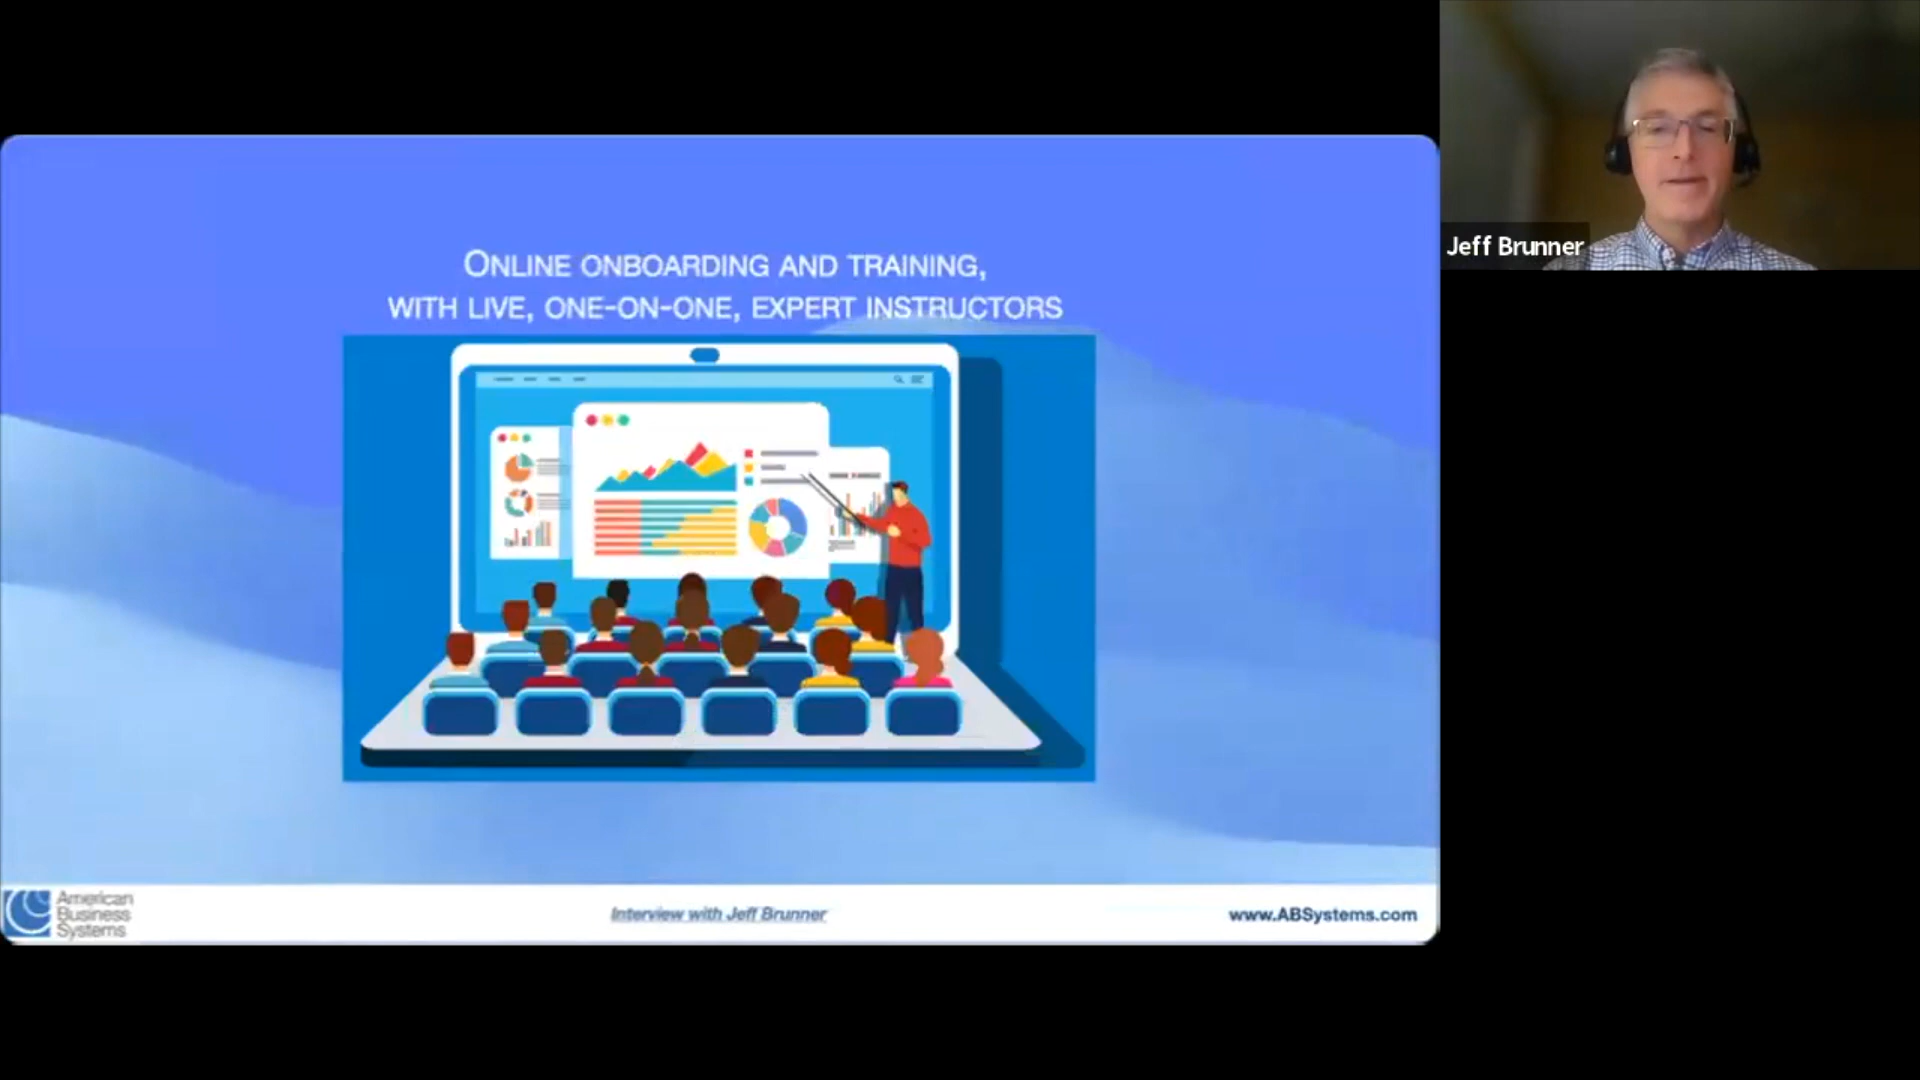 ONLINE ONBOARDING AND TRAINING,
WITH LIVE, ONE-ON-ONE, EXPERT INSTRUCTORS
Jeff Brunner
American
Business
Systems
Interview with Jeff Brunner
www.ABSystems.com